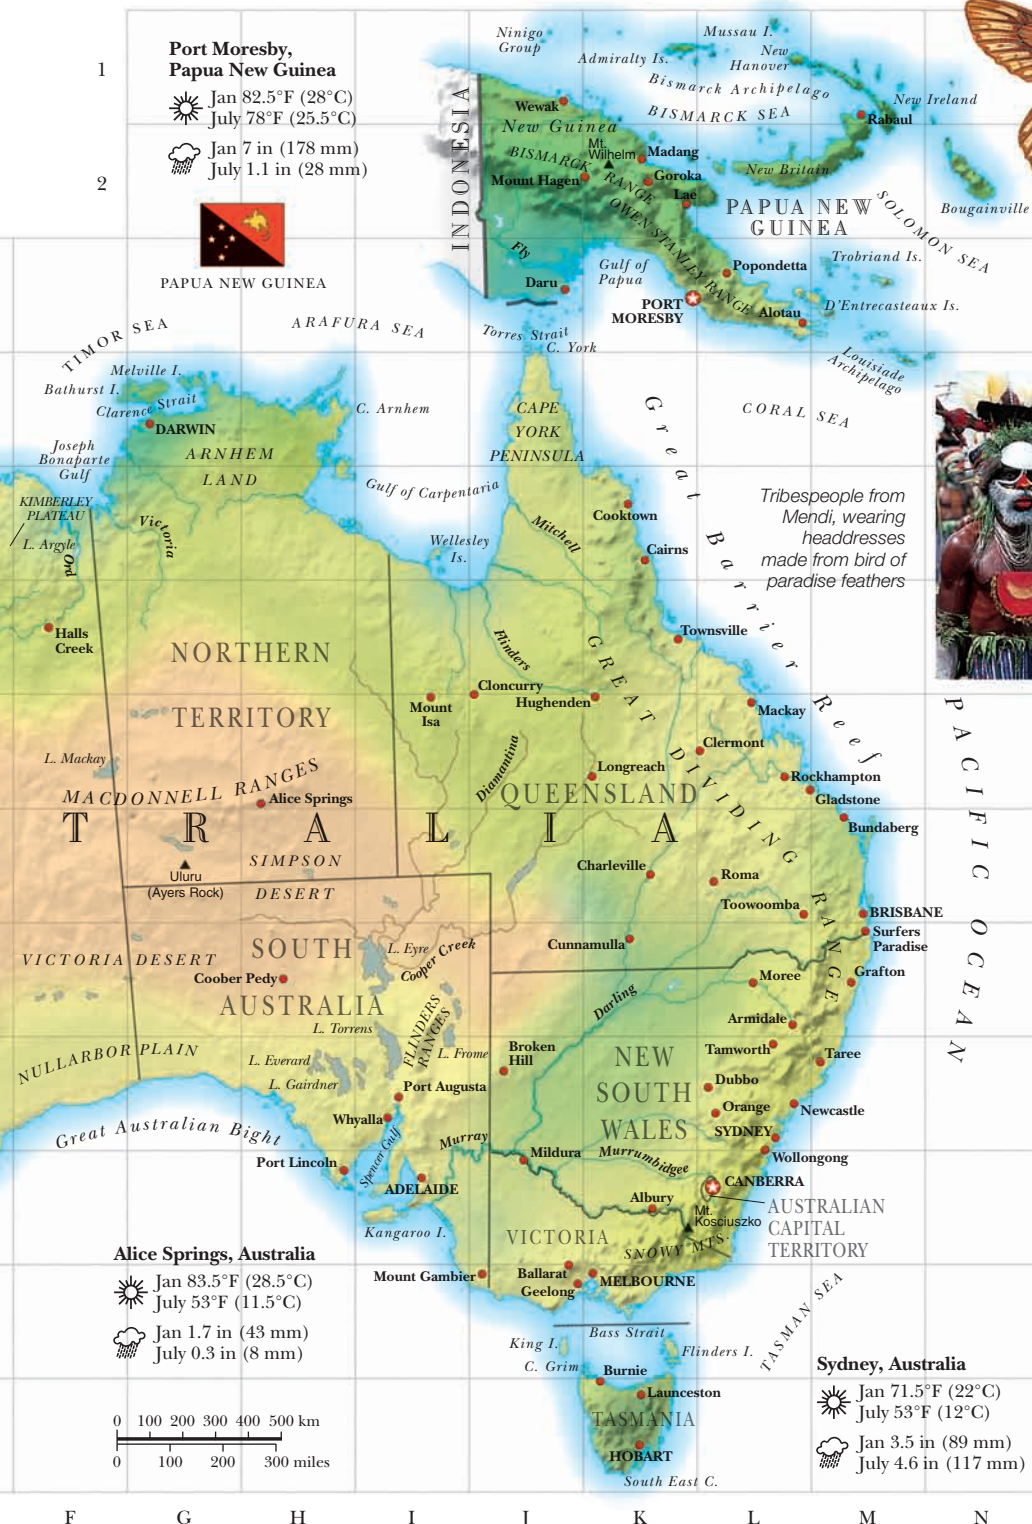 1
2
Port Moresby,
Papua New Guinea
Jan 82.5°F (28°C)
July 78°F (25.5°C)
Jan 7 in (178 mm)
July 1.1 in (28 mm)
PAPUA NEW GUINEA
INDONESIA
Ninigo
Group
Admiralty Is.
Mussau I.
New
Hanover
Bismarck Archipelago
New Ireland
BISMARCK SEA
Rabaul
Wewak
New Guinea
Mt.
Wilhelm
Madang
BISMARCK RANGE
Goroka
Mount Hagen
Lae
New Britain
PAPUA NEW
GUINEA
SOLOMON SEA
Bougainville
OWEN STANLEY RANGE
Fly
Gulf of
Papua
Popondetta
Trobriand Is.
Daru
PORT
MORESBY
Alotau
D'Entrecasteaux Is.
Louisiade
Archipelago
TIMOR SEA
ARAFURA SEA
Torres Strait
C. York
Melville I.
Bathurst I.
Clarence Strait
C. Arnhem
DARWIN
CAPE
YORK
PENINSULA
CORAL SEA
Great Barrier Reef
Joseph
Bonaparte
Gulf
ARNHEM
LAND
Gulf of Carpentaria
KIMBERLEY
PLATEAU
L. Argyle
Ord
Victoria
Wellesley
Is.
Mitchell
Cooktown
Cairns
Tribespeople from
Mendi, wearing
headdresses
made from bird of
paradise feathers
Halls
Creek
NORTHERN
TERRITORY
Flinders
Townsville
GREAT DIVIDING RANGE
Cloncurry
Mount
Isa
Hughenden
Mackay
PACIFIC OCEAN
L. Mackay
MACDONNELL RANGES
Alice Springs
Diamantina
Clermont
Longreach
Rockhampton
QUEENSLAND
Gladstone
Bundaberg
TRALIA
SIMPSON
DESERT
Uluru
(Ayers Rock)
Charleville
Roma
Toowoomba
BRISBANE
Surfers
Paradise
SOUTH
AUSTRALIA
L. Eyre
Cooper Creek
Cunnamulla
VICTORIA DESERT
Coober Pedy
Moree
Grafton
Darling
FLINDERS
RANGES
L. Torrens
Armidale
NULLARBOR PLAIN
L. Everard
L. Frome
Broken
Hill
NEW
SOUTH
WALES
Tamworth
Taree
L. Gairdner
Port Augusta
Dubbo
Orange
Newcastle
Whyalla
Great Australian Bight
SYDNEY
Port Lincoln
Spencer Gulf
Murray
Mildura
Murrumbidgee
Wollongong
ADELAIDE
CANBERRA
Albury
AUSTRALIAN
CAPITAL
TERRITORY
Kangaroo I.
Mt.
Kosciuszko
VICTORIA
SNOWY MTS.
Mount Gambier
Ballarat
MELBOURNE
Geelong
TASMAN SEA
Alice Springs, Australia
Jan 83.5°F (28.5°C)
July 53°F (11.5°C)
Jan 1.7 in (43 mm)
July 0.3 in (8 mm)
King I.
Bass Strait
C. Grim
Flinders I.
Burnie
Launceston
TASMANIA
HOBART
South East C.
Sydney, Australia
Jan 71.5°F (22°C)
July 53°F (12°C)
Jan 3.5 in (89 mm)
July 4.6 in (117 mm)
0 100 200 300 400 500 km
0 100 200 300 miles
F G H I J K L M N